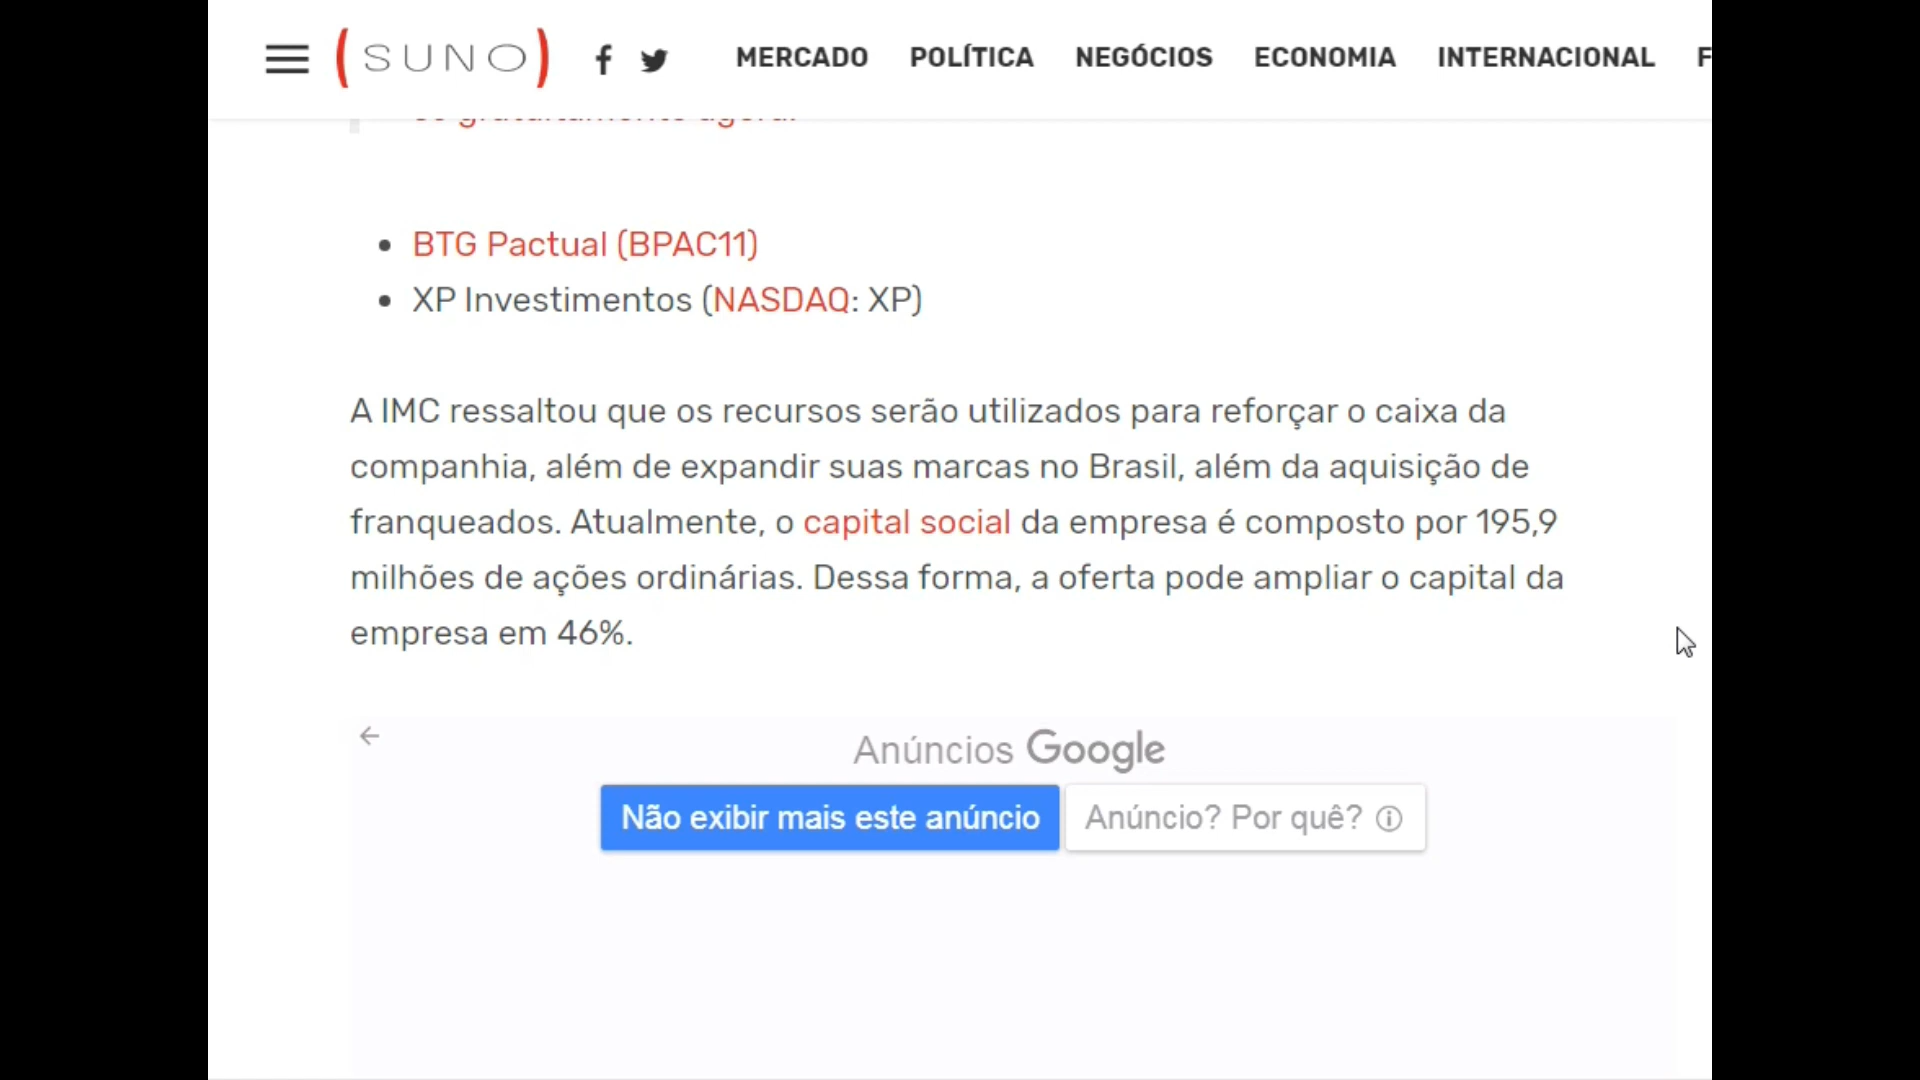 (SUNO) MERCADO POLÍTICA NEGÓCIOS ECONOMIA INTERNACIONAL F
se gratuitamente agora!
BTG Pactual (BPAC11)
XP Investimentos (NASDAQ: XP)
A IMC ressaltou que os recursos serão utilizados para reforçar o caixa da
companhia, além de expandir suas marcas no Brasil, além da aquisição de
franqueados. Atualmente, o capital social da empresa é composto por 195,9
milhões de ações ordinárias. Dessa forma, a oferta pode ampliar o capital da
empresa em 46%.
Anúncios Google
Não exibir mais este anúncio Anúncio? Por quê?